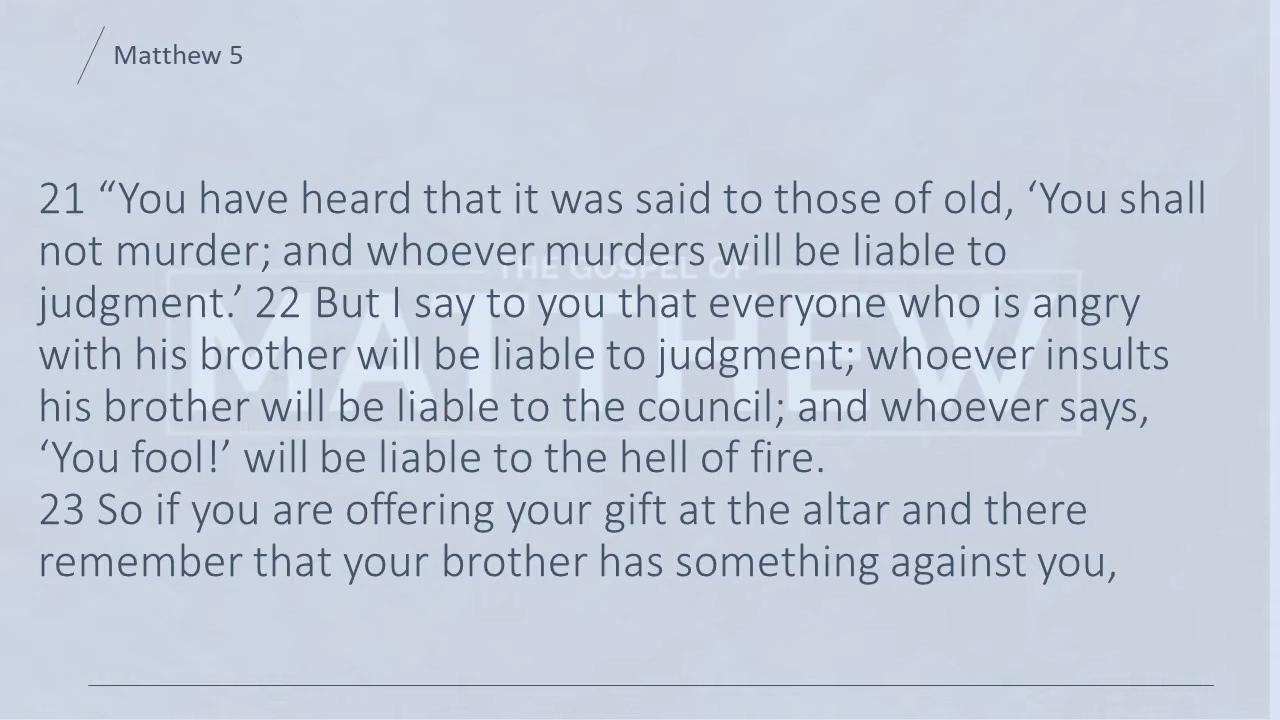 Matthew 5
21 “You have heard that it was said to those of old, ‘You shall
not murder; and whoever murders will be liable to
THE GOSPEL OF
judgment.’ 22 But I say to you that everyone who is angry
MATTHEW
with his brother will be liable to judgment; whoever insults
his brother will be liable to the council; and whoever says,
‘You fool!’ will be liable to the hell of fire.
23 So if you are offering your gift at the altar and there
remember that your brother has something against you,